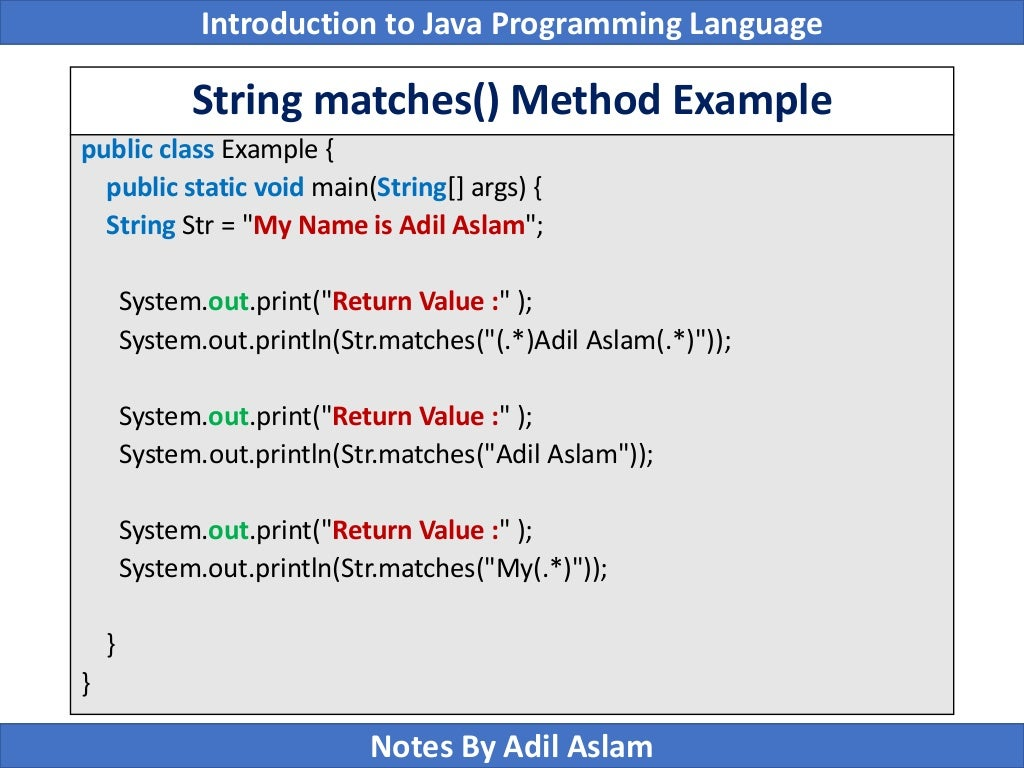 Introduction to Java Programming Language
String matches() Method Example
public class Example {
public static void main(String[] args) {
String Str = "My Name is Adil Aslam";
System.out.print("Return Value :" );
System.out.println(Str.matches("(.*)Adil Aslam(.*)"));
System.out.print("Return Value :" );
System.out.println(Str.matches("Adil Aslam"));
System.out.print("Return Value :" );
System.out.println(Str.matches("My(.*)"));
}
}
Notes By Adil Aslam